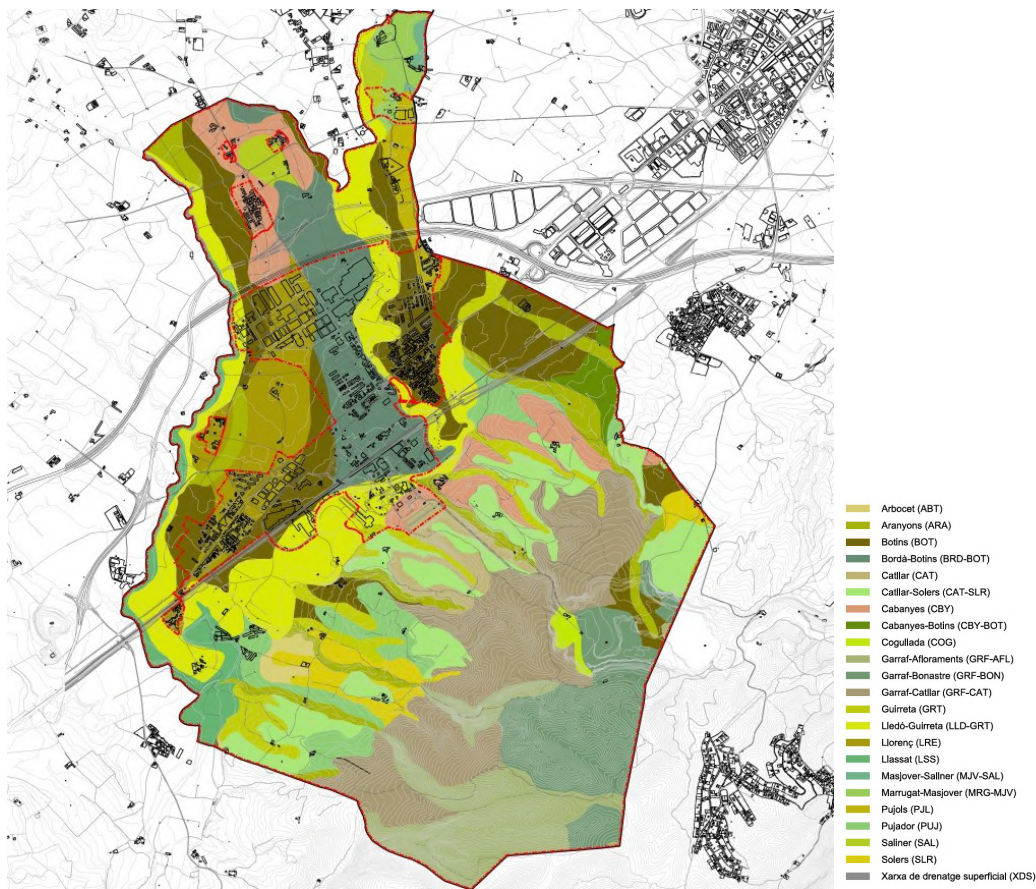 Arbocet (ABT)
Aranyons (ARA)
Botins (BOT)
Bordà-Botins (BRD-BOT)
Catllar (CAT)
Catllar-Solers (CAT-SLR)
Cabanyes (CBY)
Cabanyes-Botins (CBY-BOT)
Cogullada (COG)
Garraf-Afloraments (GRF-AFL)
Garraf-Bonastre (GRF-BON)
Garraf-Catllar (GRF-CAT)
Guirreta (GRT)
Lledó-Guirreta (LLD-GRT)
Llorenç (LRE)
Llassat (LSS)
Masjover-Sallner (MJV-SAL)
Marrugat-Masjover (MRG-MJV)
Pujols (PJL)
Pujador (PUJ)
Saliner (SAL)
Solers (SLR)
Xarxa de drenatge superficial (XDS)